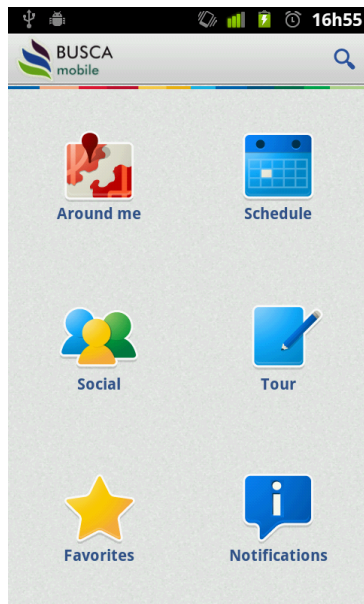 16h55
BUSCA
mobile
Around me
Schedule
Social
Tour
Favorites
Notifications